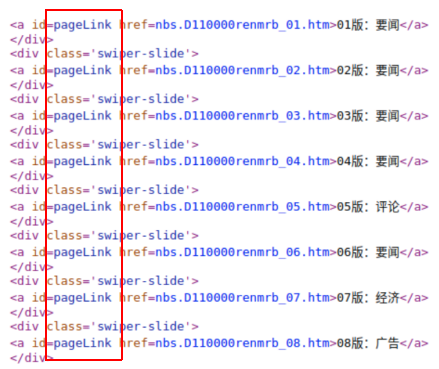 <a id=pageLink href=nbs.D110000renmrb_01.htm>01版：要闻</a>
</div>
<div class='swiper-slide'>
<a id=pageLink href=nbs.D110000renmrb_02.htm>02版：要闻</a>
</div>
<div class='swiper-slide'>
<a id=pageLink href=nbs.D110000renmrb_03.htm>03版：要闻</a>
</div>
<div class='swiper-slide'>
<a id=pageLink href=nbs.D110000renmrb_04.htm>04版：要闻</a>
</div>
<div class='swiper-slide'>
<a id=pageLink href=nbs.D110000renmrb_05.htm>05版：评论</a>
</div>
<div class='swiper-slide'>
<a id=pageLink href=nbs.D110000renmrb_06.htm>06版：要闻</a>
</div>
<div class='swiper-slide'>
<a id=pageLink href=nbs.D110000renmrb_07.htm>07版：经济</a>
</div>
<div class='swiper-slide'>
<a id=pageLink href=nbs.D110000renmrb_08.htm>08版：广告</a>
</div>